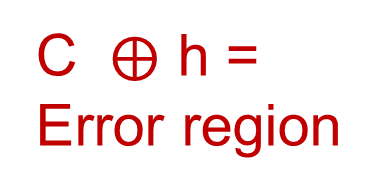 C ⊕ h =
Error region